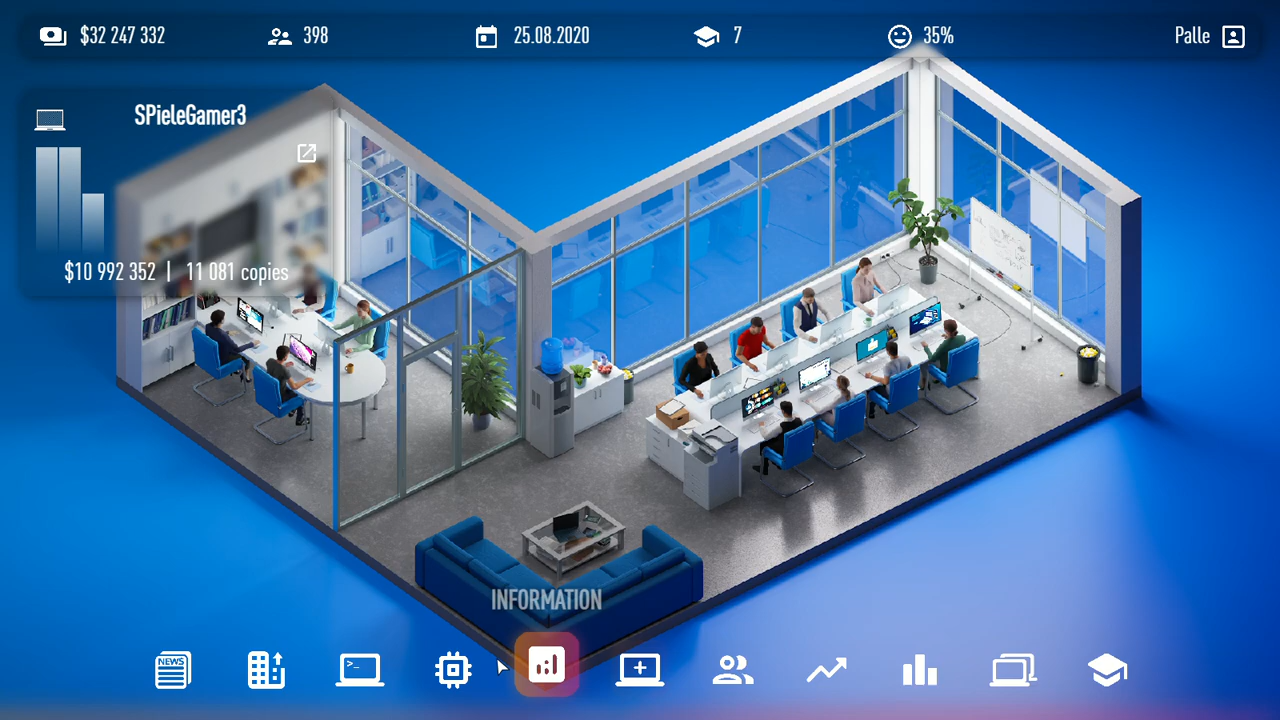 $32 247 332
398
25.08.2020
7
35%
Palle
SPieleGamer3
$10 992 352 | 11 081 copies
INFORMATION
NEWS